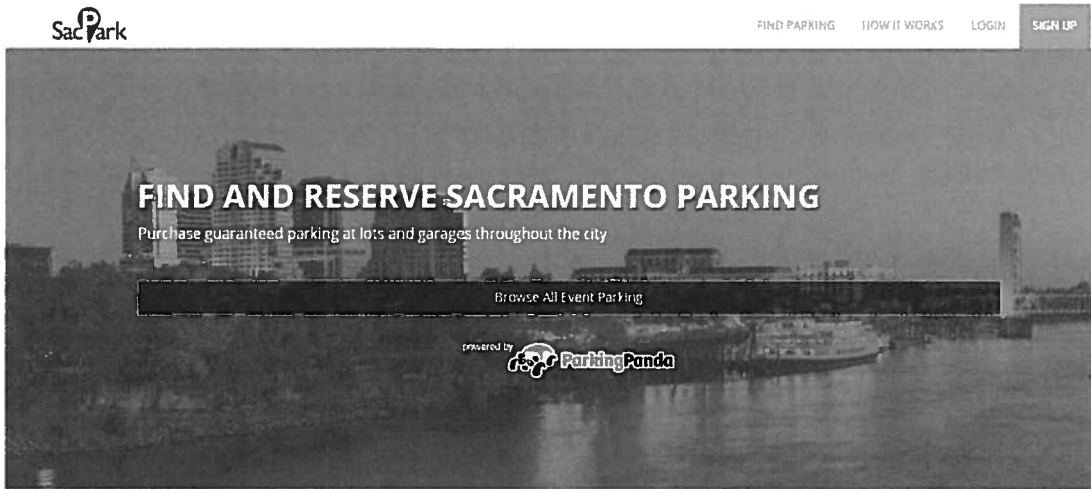 SacPark
FIND PARKING HOW IT WORKS LOGIN SIGN UP
FIND AND RESERVE SACRAMENTO PARKING
Purchase guaranteed parking at lots and garages throughout the city
Browse All Event Parking
powered by
ParkingPanda